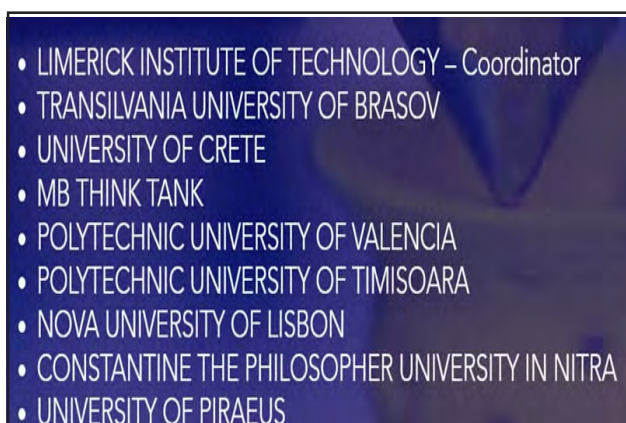 • LIMERICK INSTITUTE OF TECHNOLOGY – Coordinator
• TRANSILVANIA UNIVERSITY OF BRASOV
• UNIVERSITY OF CRETE
• MB THINK TANK
• POLYTECHNIC UNIVERSITY OF VALENCIA
• POLYTECHNIC UNIVERSITY OF TIMISOARA
• NOVA UNIVERSITY OF LISBON
• CONSTANTINE THE PHILOSOPHER UNIVERSITY IN NITRA
• UNIVERSITY OF PIRAEUS